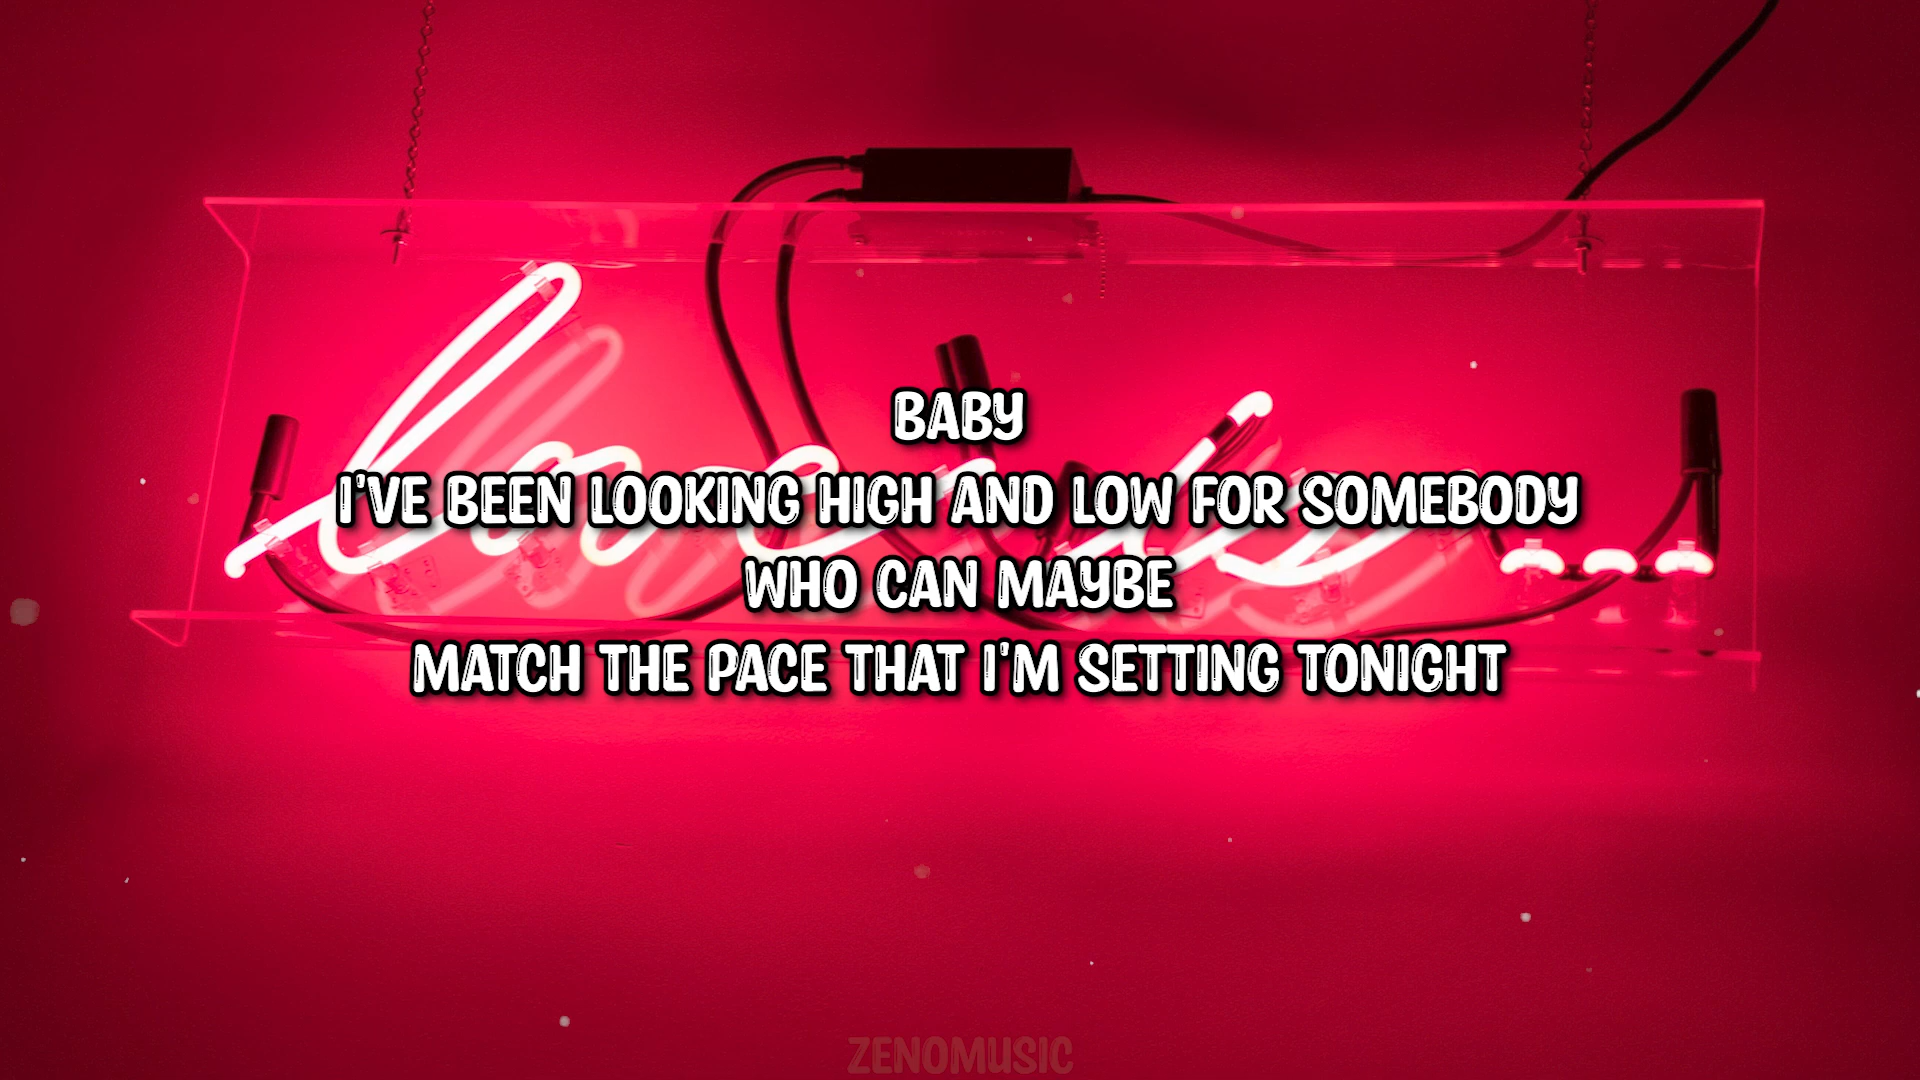 BABY
I'VE BEEN LOOKING HIGH AND LOW FOR SOMEBODY
WHO CAN MAYBE
MATCH THE PACE THAT I'M SETTING TONIGHT
ZENOMUSIC